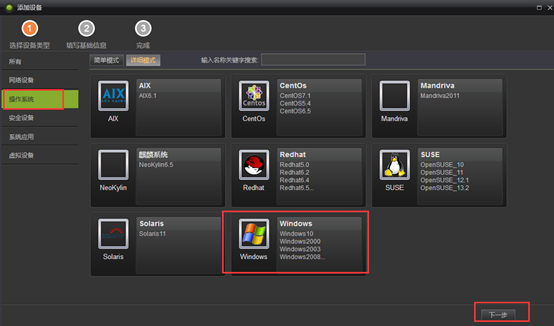 添加设备
1
2
3
选择设备类型
填写基础信息
完成
所有
网络设备
操作系统
安全设备
系统应用
虚拟设备
简单模式
详细模式
输入名称关键字搜索:
AIX
AIX
AIX6.1
AIX
Centos
CentOs
CentOs
CentOS7.1
CentOS5.4
CentOS6.5
Mandriva
Mandriva
Mandriva2011
NeoKylin
麒麟系统
NeoKylin6.5
Redhat
Redhat
Redhat5.0
Redhat6.2
Redhat6.4
Redhat6.5...
SUSE
SUSE
OpenSUSE_10
OpenSUSE_11
OpenSUSE_12.1
OpenSUSE_13.2
Solaris
Solaris
Solaris11
Windows
Windows
Windows10
Windows2000
Windows2003
Windows2008...
下一步